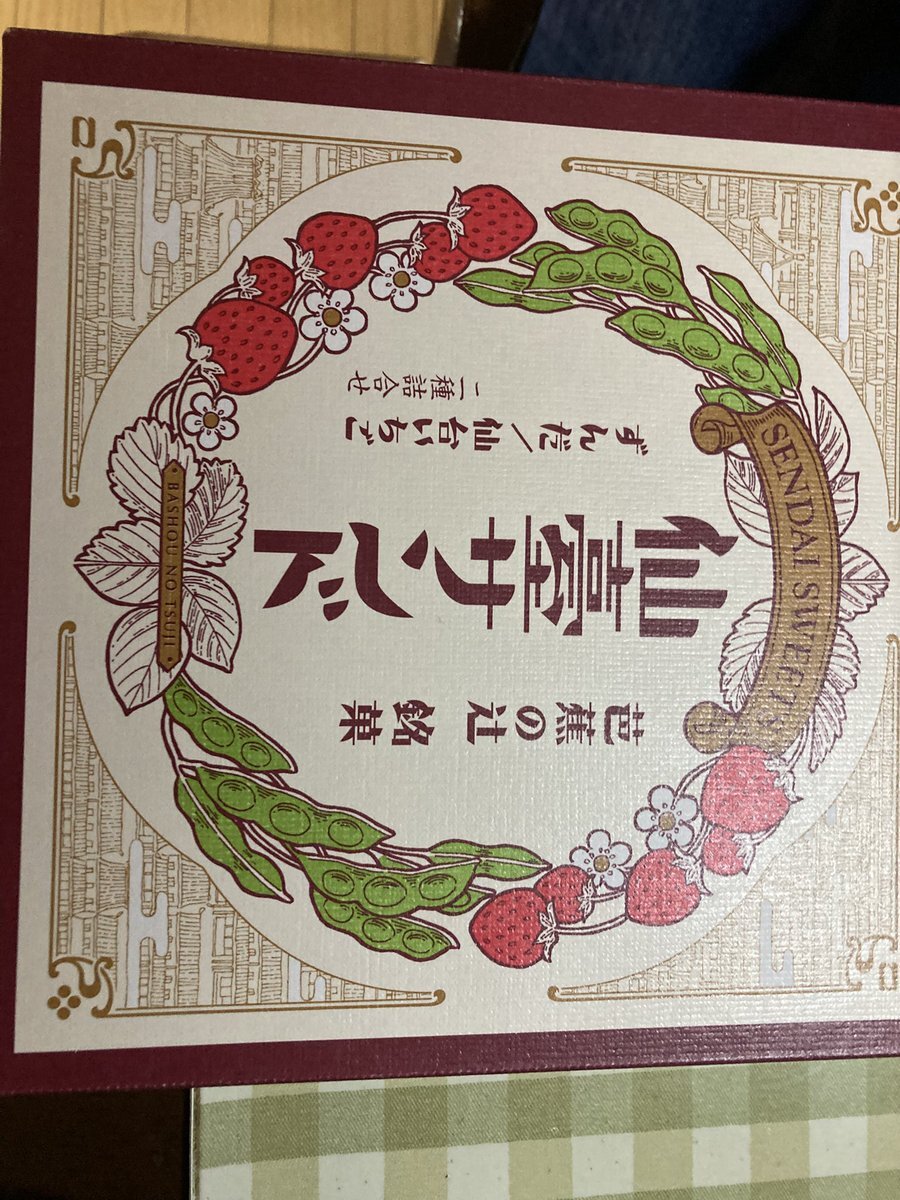 SENDAI SWEETS
芭蕉の辻 銘菓
仙臺サンド
ずんだ/仙台いちご
二種詰合せ
BASHOU NO TSUJI